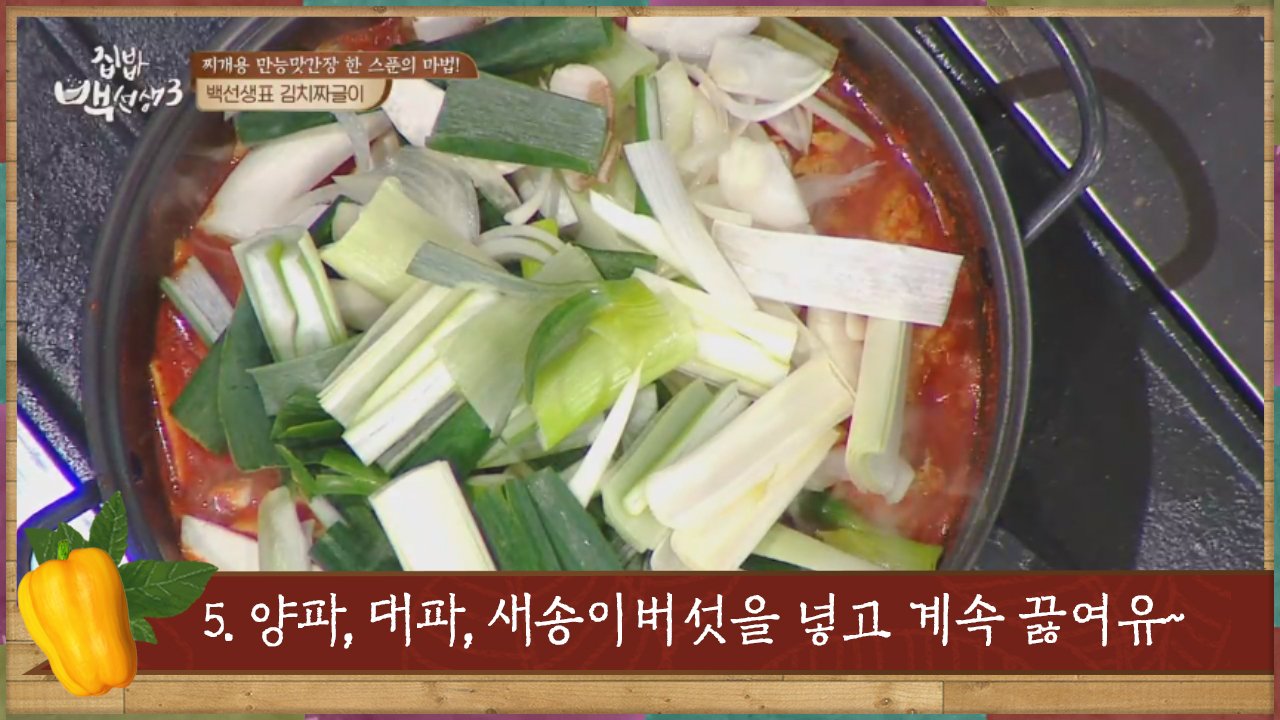 집밥
백선생3
찌개용 만능맛간장 한 스푼의 마법!
백선생표 김치짜글이
5. 양파, 대파, 새송이버섯을 넣고 계속 끓여유~